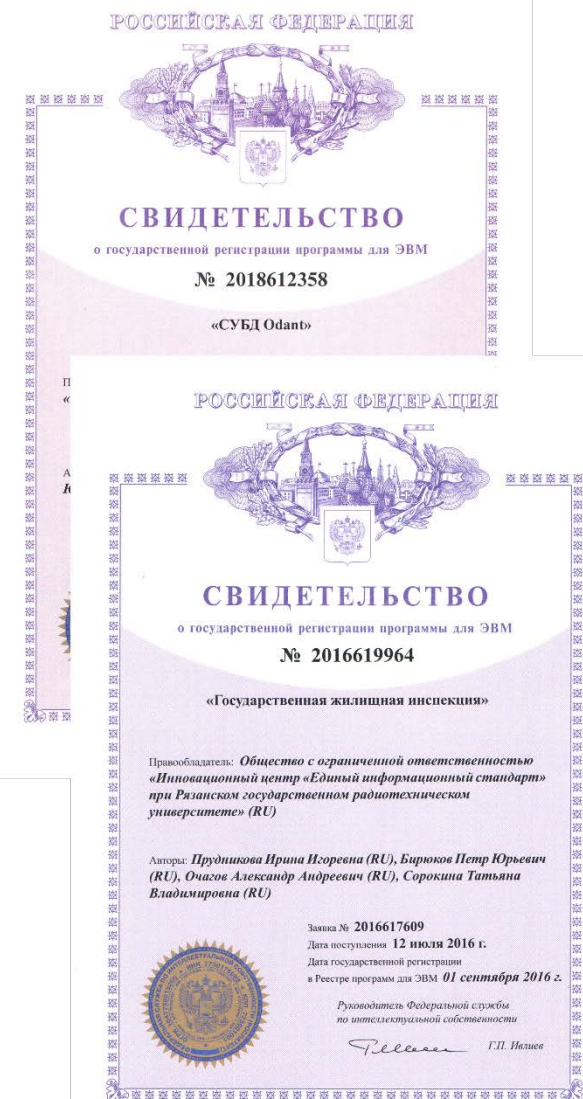 РОССИЙСКАЯ ФЕДЕРАЦИЯ
СВИДЕТЕЛЬСТВО
о государственной регистрации программы для ЭВМ
№ 2018612358
«СУБД Odant»
П
«
А
РОССИЙСКАЯ ФЕДЕРАЦИЯ
СВИДЕТЕЛЬСТВО
о государственной регистрации программы для ЭВМ
№ 2016619964
«Государственная жилищная инспекция»
Правообладатель: Общество с ограниченной ответственностью
«Инновационный центр «Единый информационный стандарт»
при Рязанском государственном радиотехническом
университете» (RU)
Авторы: Прудникова Ирина Игоревна (RU), Бирюков Петр Юрьевич
(RU), Очагов Александр Андреевич (RU), Сорокина Татьяна
Владимировна (RU)
Заявка № 2016617609
Дата поступления 12 июля 2016 г.
Дата государственной регистрации
в Реестре программ для ЭВМ 01 сентября 2016 г.
Руководитель Федеральной службы
по интеллектуальной собственности
Г.П. Ивлиев